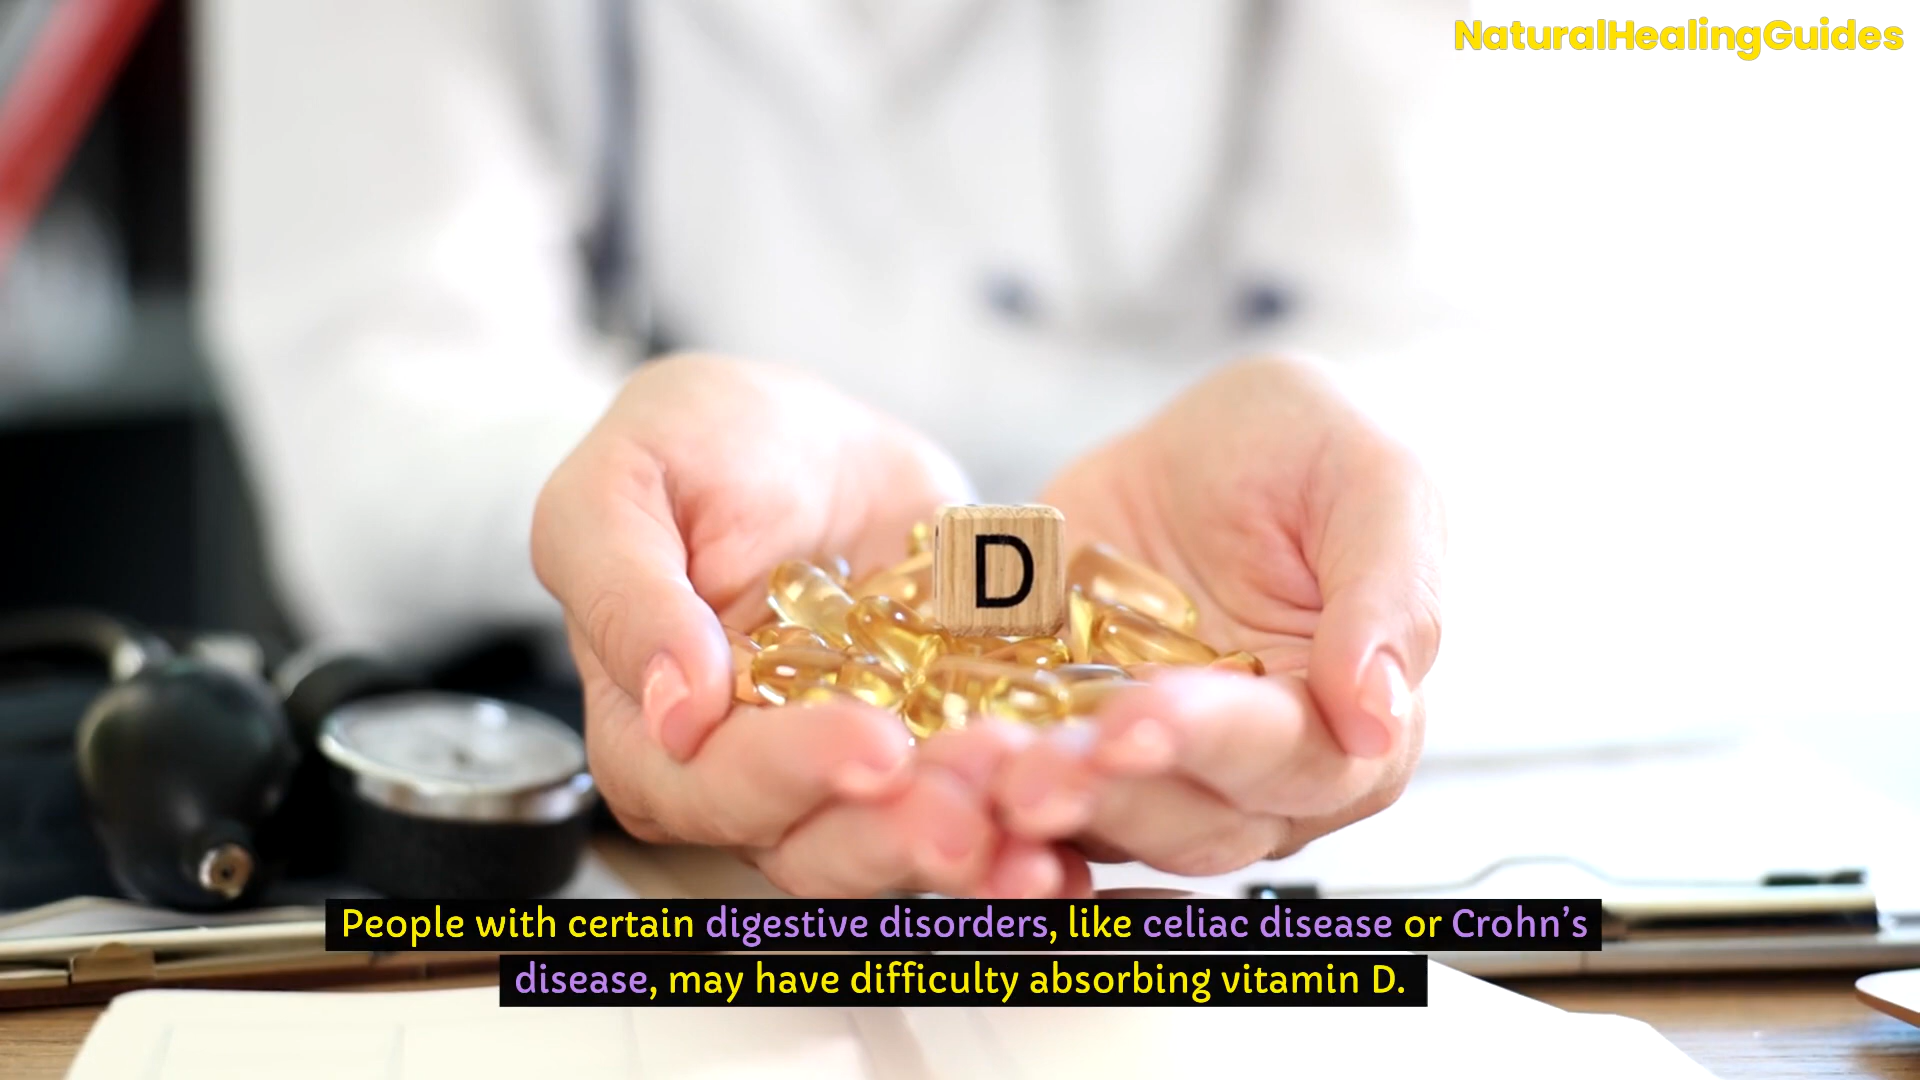 NaturalHealingGuides
D
People with certain digestive disorders, like celiac disease or Crohn’s
disease, may have difficulty absorbing vitamin D.